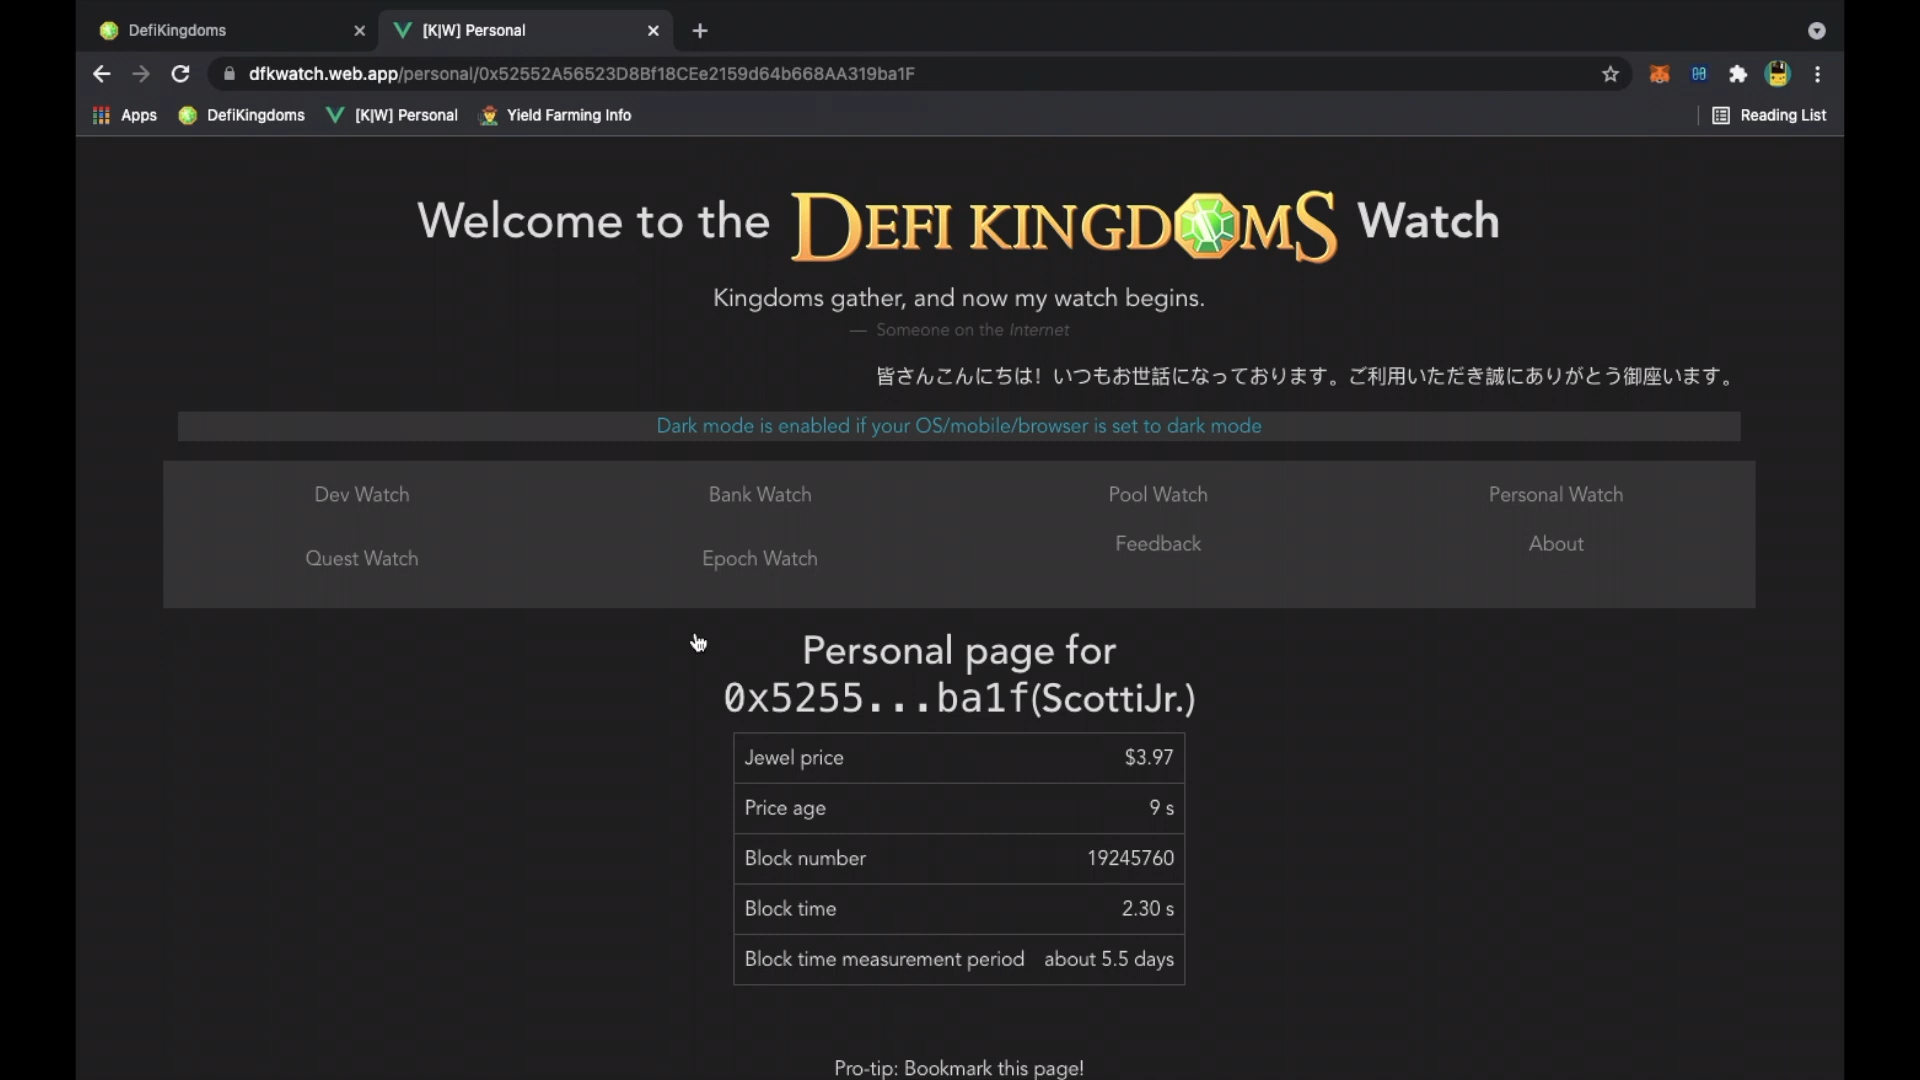 DefiKingdoms
[K|W] Personal
dfkwatch.web.app/personal/0x52552A56523D8Bf18CEe2159d64b668AA319ba1F
Apps
DefiKingdoms
[K|W] Personal
Yield Farming Info
Reading List
Welcome to the DEFI KINGDOMS Watch
Kingdoms gather, and now my watch begins.
— Someone on the Internet
皆さんこんにちは！いつもお世話になっております。ご利用いただき誠にありがとう御座います。
Dark mode is enabled if your OS/mobile/browser is set to dark mode
Dev Watch
Bank Watch
Pool Watch
Personal Watch
Quest Watch
Epoch Watch
Feedback
About
Personal page for
0x5255...ba1f(ScottiJr.)
Jewel price $3.97
Price age 9 s
Block number 19245760
Block time 2.30 s
Block time measurement period about 5.5 days
Pro-tip: Bookmark this page!